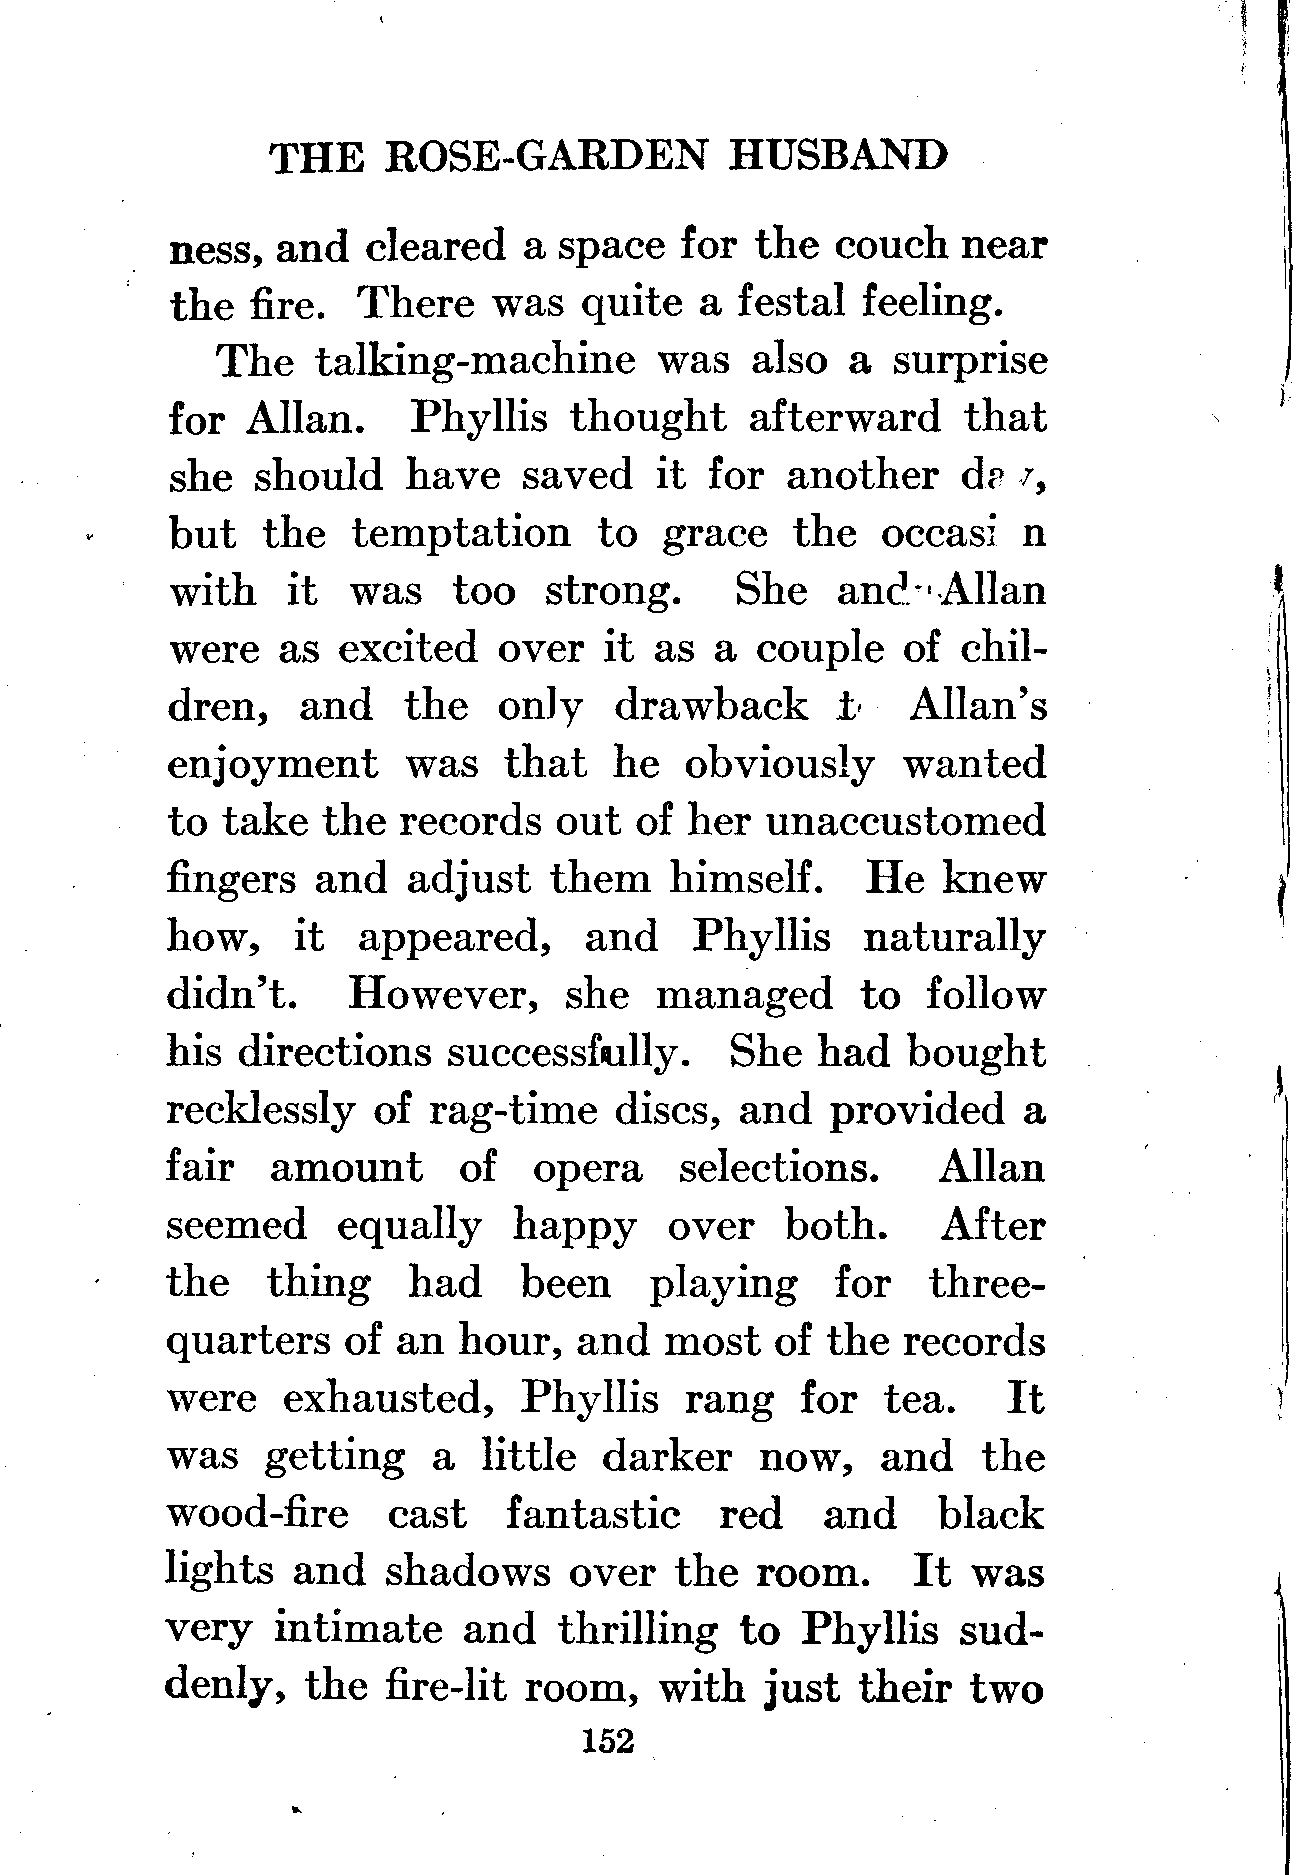 THE ROSE-GARDEN HUSBAND
ness, and cleared a space for the couch near
the fire. There was quite a festal feeling.
The talking-machine was also a surprise
for Allan. Phyllis thought afterward that
she should have saved it for another day,
but the temptation to grace the occasion
with it was too strong. She and Allan
were as excited over it as a couple of chil-
dren, and the only drawback to Allan's
enjoyment was that he obviously wanted
to take the records out of her unaccustomed
fingers and adjust them himself. He knew
how, it appeared, and Phyllis naturally
didn't. However, she managed to follow
his directions successfully. She had bought
recklessly of rag-time discs, and provided a
fair amount of opera selections. Allan
seemed equally happy over both. After
the thing had been playing for three-
quarters of an hour, and most of the records
were exhausted, Phyllis rang for tea. It
was getting a little darker now, and the
wood-fire cast fantastic red and black
lights and shadows over the room. It was
very intimate and thrilling to Phyllis sud-
denly, the fire-lit room, with just their two
152